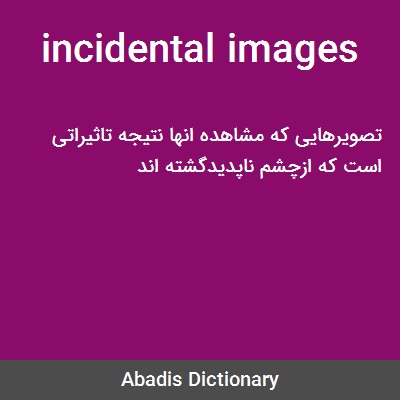 incidental images
تصویرهایی که مشاهده انها نتیجه تاثیراتی
است که ازچشم ناپدیدگشته اند
Abadis Dictionary